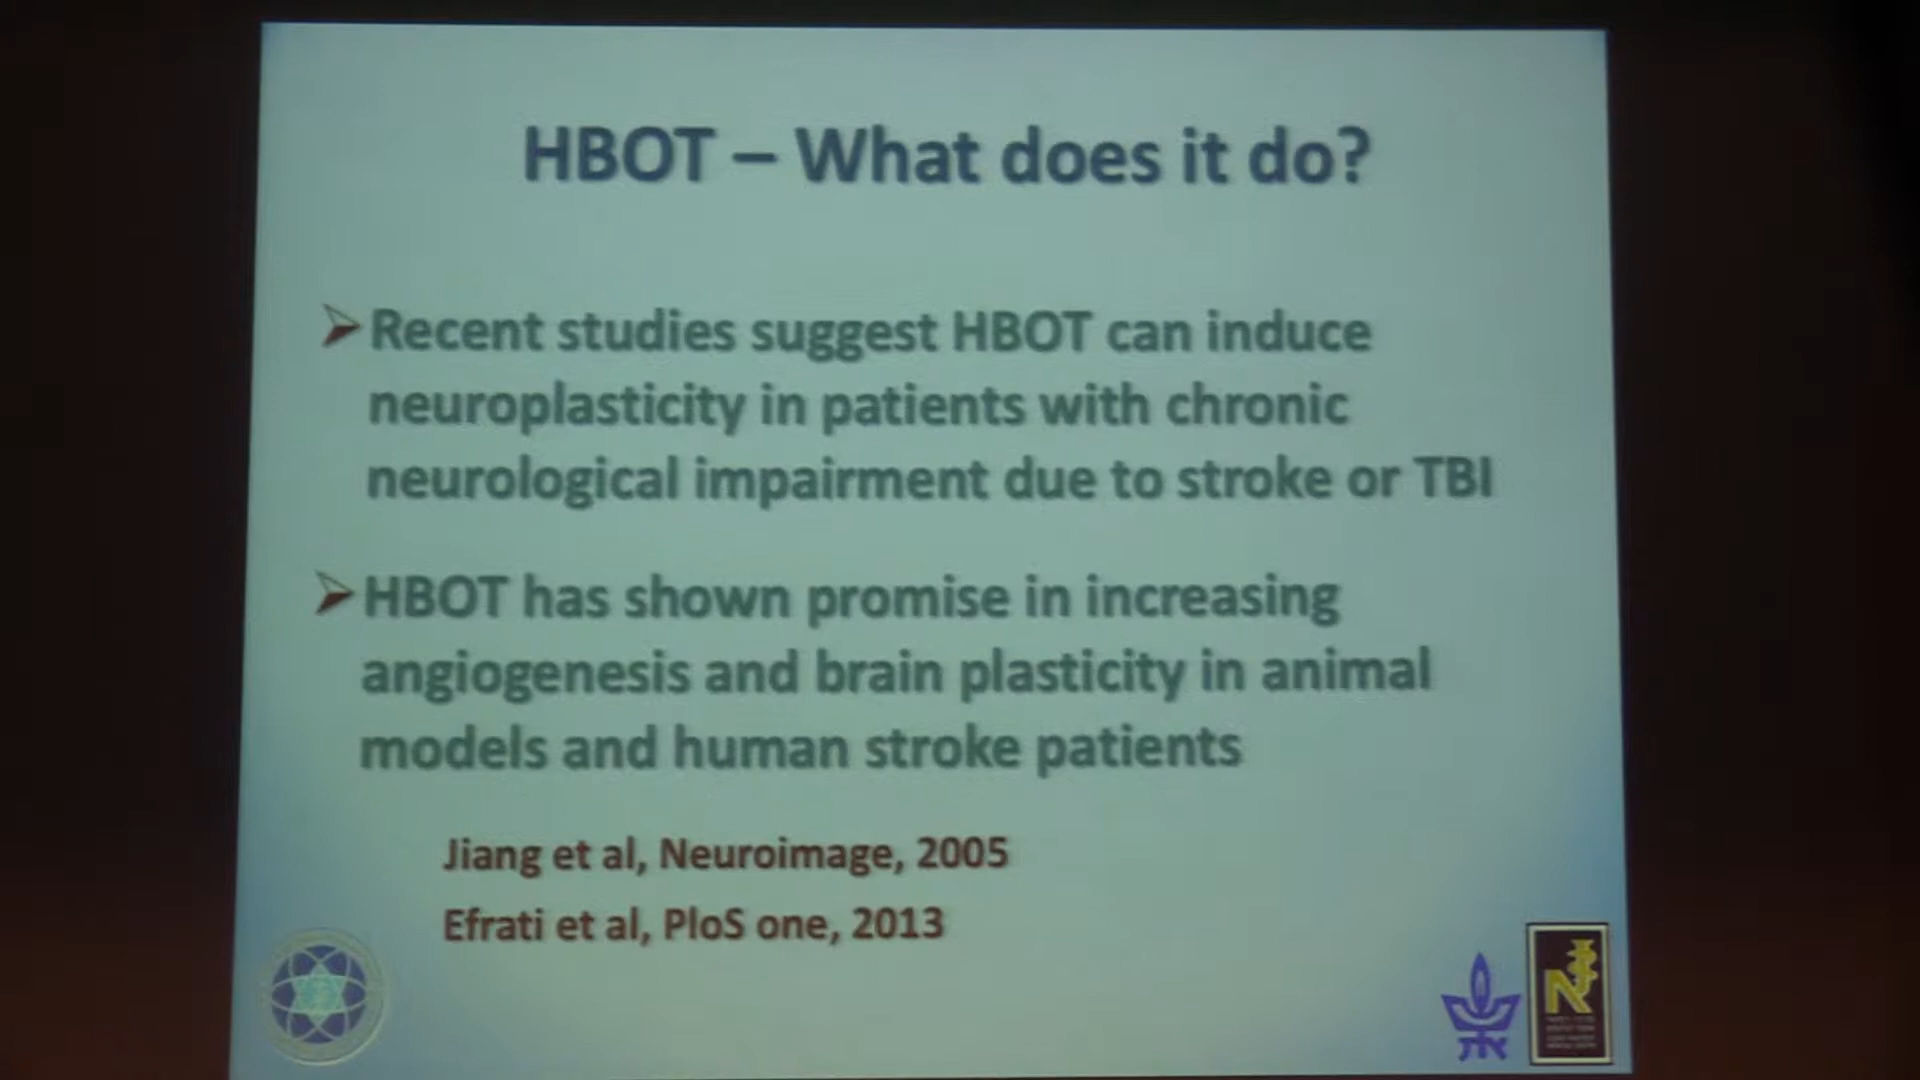 HBOT – What does it do?
Recent studies suggest HBOT can induce
neuroplasticity in patients with chronic
neurological impairment due to stroke or TBI
HBOT has shown promise in increasing
angiogenesis and brain plasticity in animal
models and human stroke patients
Jiang et al, Neuroimage, 2005
Efrati et al, PloS one, 2013